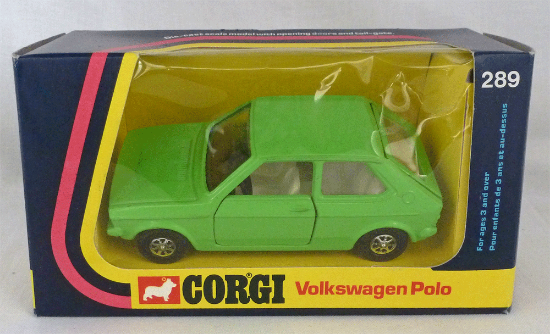 Die-cast scale model with opening doors and tail-gate
289
For ages 3 and over
Pour enfants de 3 ans et au-dessus
CORGI Volkswagen Polo